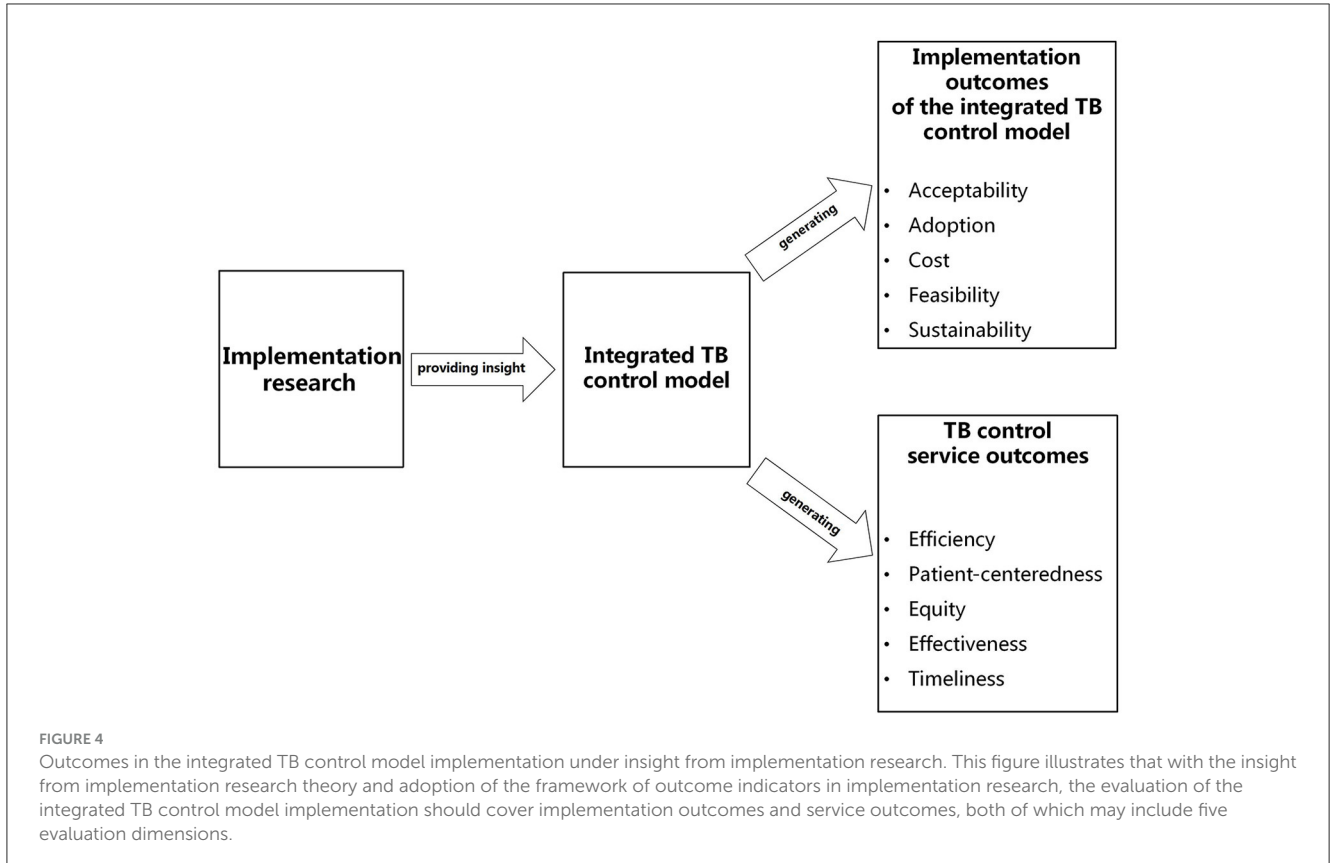 Implementation
research
providing insight
Integrated TB
control model
generating
Implementation
outcomes
of the integrated TB
control model
• Acceptability
• Adoption
• Cost
• Feasibility
• Sustainability
generating
TB control
service outcomes
• Efficiency
• Patient-centeredness
• Equity
• Effectiveness
• Timeliness
FIGURE 4
Outcomes in the integrated TB control model implementation under insight from implementation research. This figure illustrates that with the insight
from implementation research theory and adoption of the framework of outcome indicators in implementation research, the evaluation of the
integrated TB control model implementation should cover implementation outcomes and service outcomes, both of which may include five
evaluation dimensions.